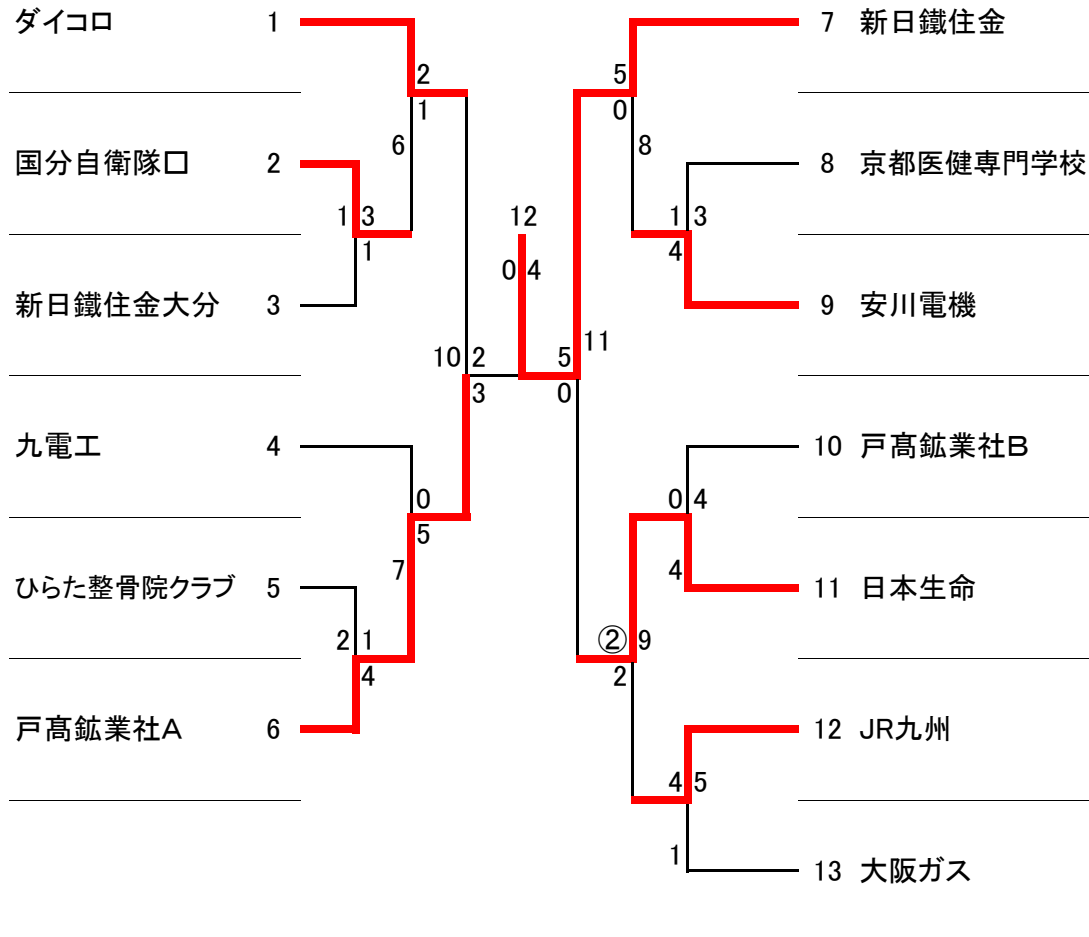 ダイコロ 1 7 新日鐵住金
2 5
1 0
6 8
国分自衛隊ロ 2 8 京都医健専門学校
1 3 12 1 3
1 4
0 4
新日鐵住金大分 3 9 安川電機
11
10 2 5
3 0
九電工 4 10 戸髙鉱業社B
0 0 4
5
7 4
ひらた整骨院クラブ 5 11 日本生命
2 1 ② 9
4 2
戸髙鉱業社A 6 12 JR九州
4 5
1
13 大阪ガス